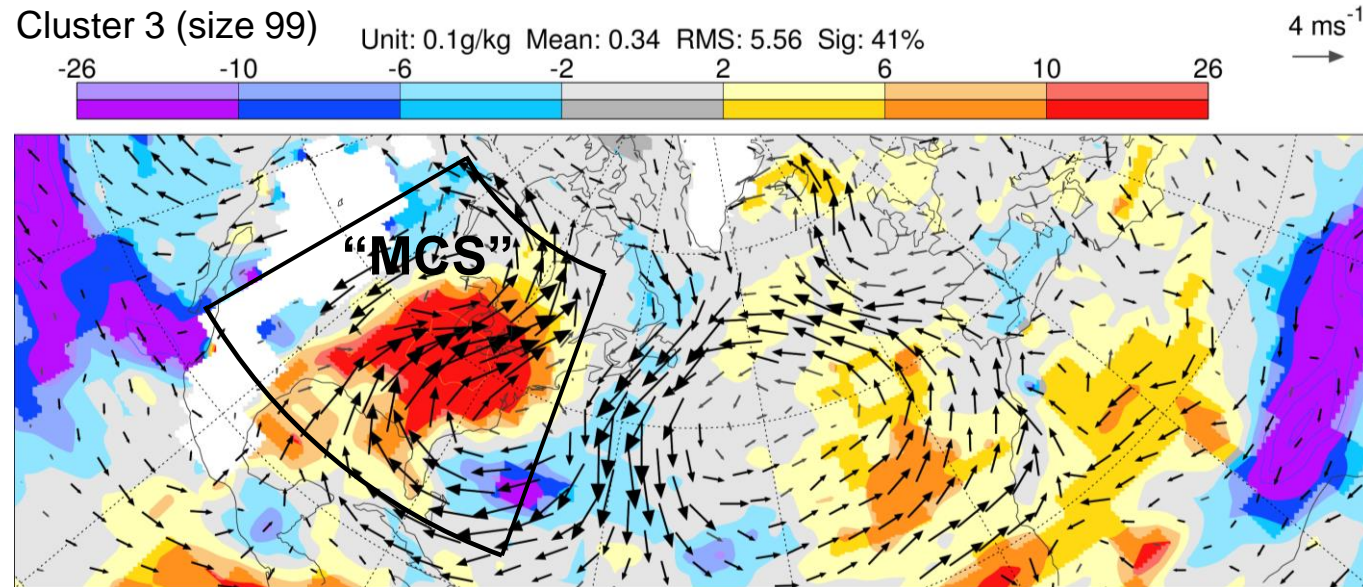 Cluster 3 (size 99)
Unit: 0.1g/kg Mean: 0.34 RMS: 5.56 Sig: 41%
4 ms⁻¹
-26 -10 -6 -2 2 6 10 26
“MCS”